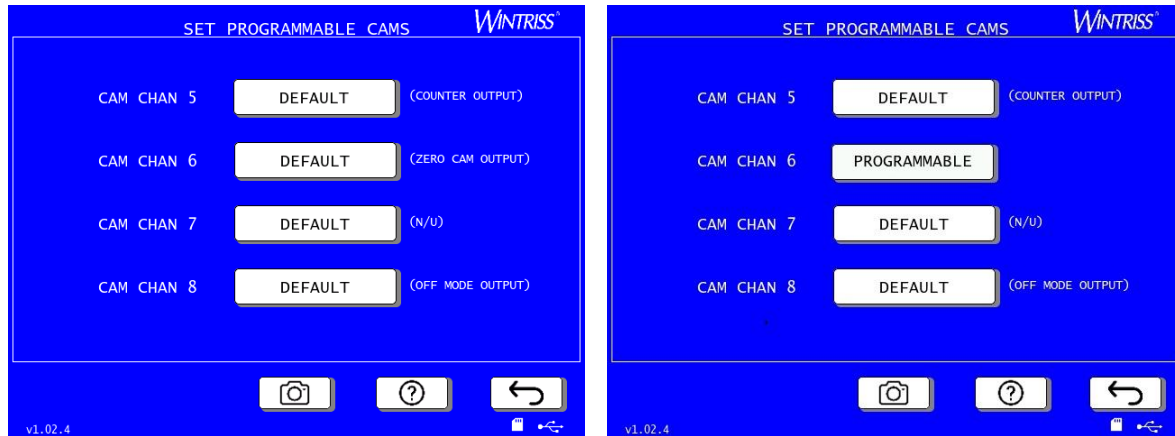 SET PROGRAMMABLE CAMS WINTRISS
CAM CHAN 5 DEFAULT (COUNTER OUTPUT)
CAM CHAN 6 DEFAULT (ZERO CAM OUTPUT)
CAM CHAN 7 DEFAULT (N/U)
CAM CHAN 8 DEFAULT (OFF MODE OUTPUT)
v1.02.4
SET PROGRAMMABLE CAMS WINTRISS
CAM CHAN 5 DEFAULT (COUNTER OUTPUT)
CAM CHAN 6 PROGRAMMABLE
CAM CHAN 7 DEFAULT (N/U)
CAM CHAN 8 DEFAULT (OFF MODE OUTPUT)
v1.02.4